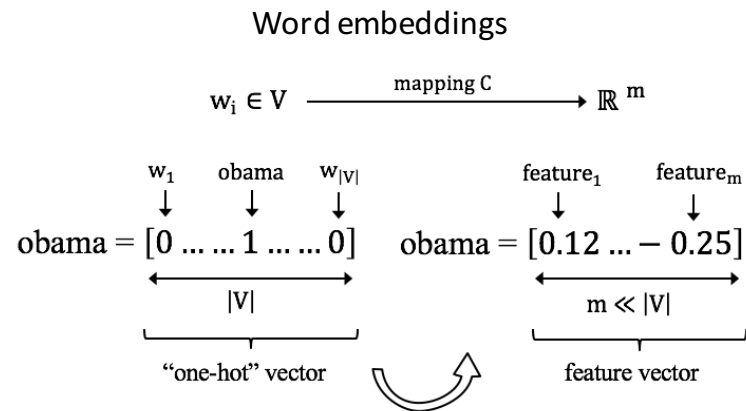 Word embeddings
mapping C
wᵢ ∈ V ℝ ᵐ
w₁ obama w|V| feature₁ featureₘ
obama = [0 ... ... 1 ... ... 0] obama = [0.12 ... − 0.25]
|V| m ≪ |V|
“one-hot” vector feature vector